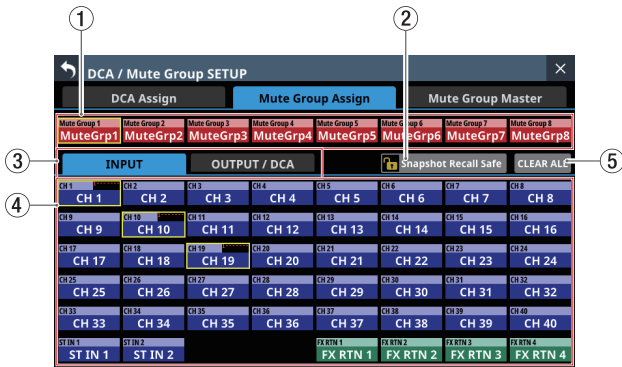 ① ②
DCA / Mute Group SETUP ×
DCA Assign Mute Group Assign Mute Group Master
Mute Group 1 Mute Group 2 Mute Group 3 Mute Group 4 Mute Group 5 Mute Group 6 Mute Group 7 Mute Group 8
MuteGrp1 MuteGrp2 MuteGrp3 MuteGrp4 MuteGrp5 MuteGrp6 MuteGrp7 MuteGrp8
③ INPUT OUTPUT / DCA Snapshot Recall Safe CLEAR ALL ⑤
④
CH 1 CH 2 CH 3 CH 4 CH 5 CH 6 CH 7 CH 8
CH 1 CH 2 CH 3 CH 4 CH 5 CH 6 CH 7 CH 8
CH 9 CH 10 CH 11 CH 12 CH 13 CH 14 CH 15 CH 16
CH 9 CH 10 CH 11 CH 12 CH 13 CH 14 CH 15 CH 16
CH 17 CH 18 CH 19 CH 20 CH 21 CH 22 CH 23 CH 24
CH 17 CH 18 CH 19 CH 20 CH 21 CH 22 CH 23 CH 24
CH 25 CH 26 CH 27 CH 28 CH 29 CH 30 CH 31 CH 32
CH 25 CH 26 CH 27 CH 28 CH 29 CH 30 CH 31 CH 32
CH 33 CH 34 CH 35 CH 36 CH 37 CH 38 CH 39 CH 40
CH 33 CH 34 CH 35 CH 36 CH 37 CH 38 CH 39 CH 40
ST IN 1 ST IN 2 FX RTN 1 FX RTN 2 FX RTN 3 FX RTN 4
ST IN 1 ST IN 2 FX RTN 1 FX RTN 2 FX RTN 3 FX RTN 4